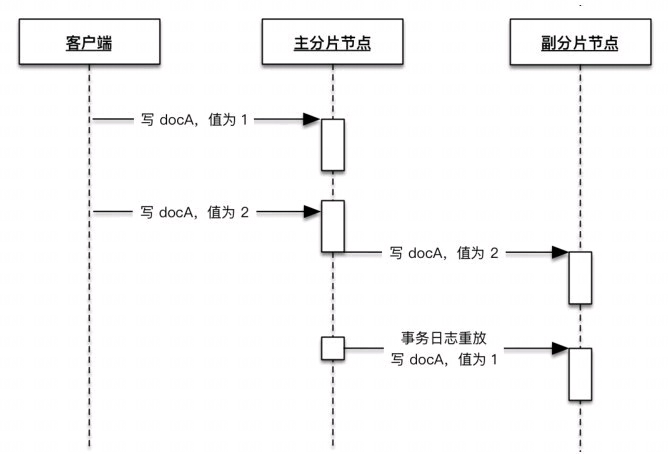 客户端
主分片节点
副分片节点
写 docA，值为 1
写 docA，值为 2
写 docA，值为 2
事务日志重放
写 docA，值为 1